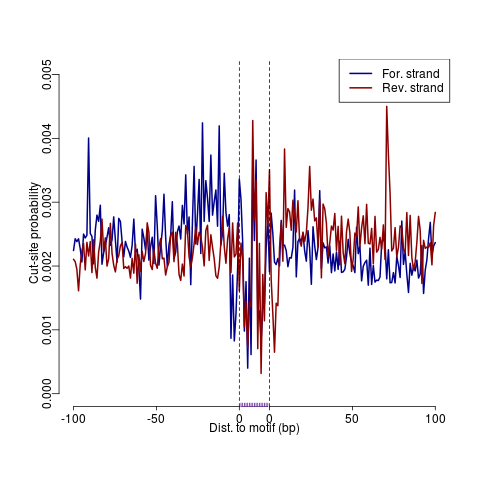 For. strand
Rev. strand
Cut-site probability
0.005
0.004
0.003
0.002
0.001
0.000
-100 -50 0 0 50 100
Dist. to motif (bp)